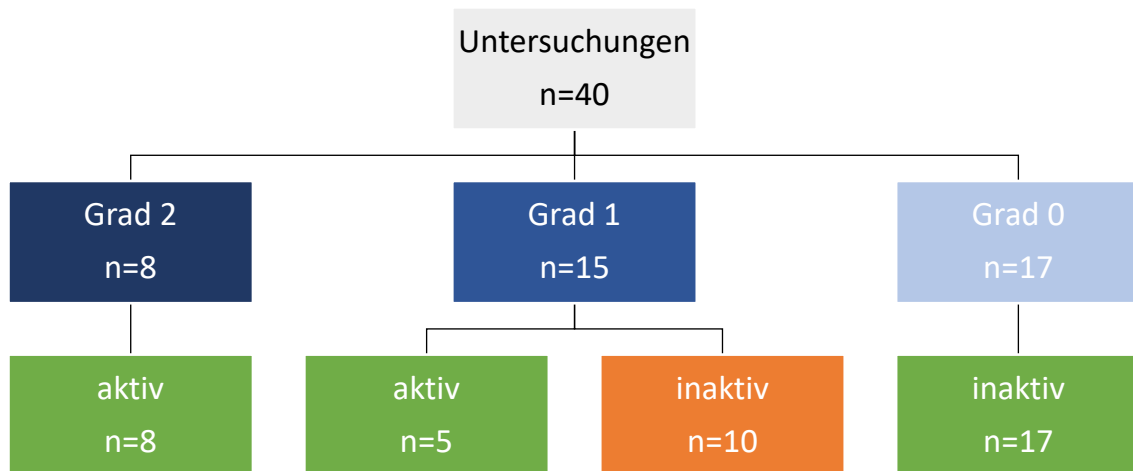 Untersuchungen
n=40
Grad 2
n=8
Grad 1
n=15
Grad 0
n=17
aktiv
n=8
aktiv
n=5
inaktiv
n=10
inaktiv
n=17